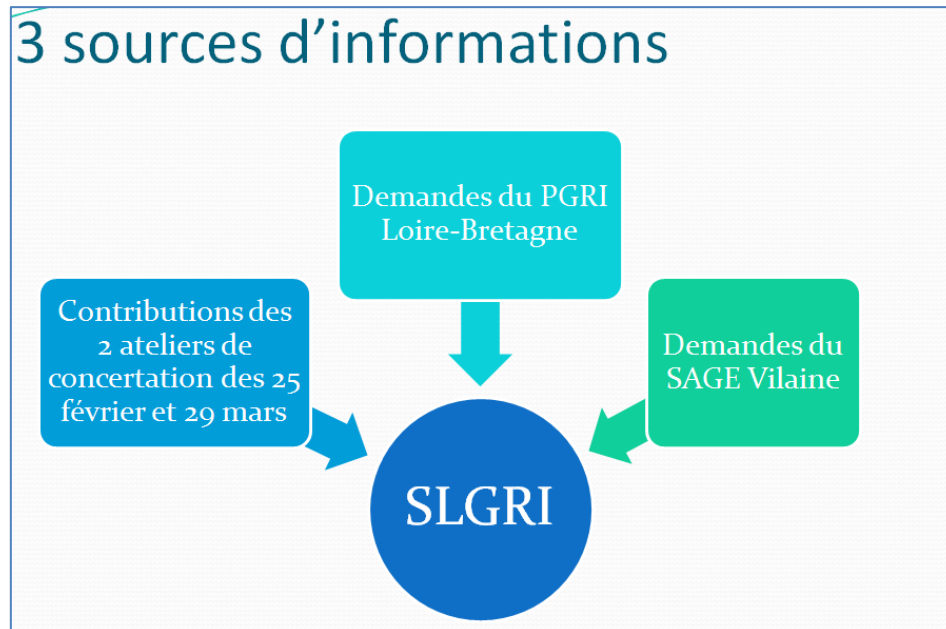 3 sources d’informations
Demandes du PGRI
Loire-Bretagne
Contributions des
2 ateliers de
concertation des 25
février et 29 mars
Demandes du
SAGE Vilaine
SLGRI